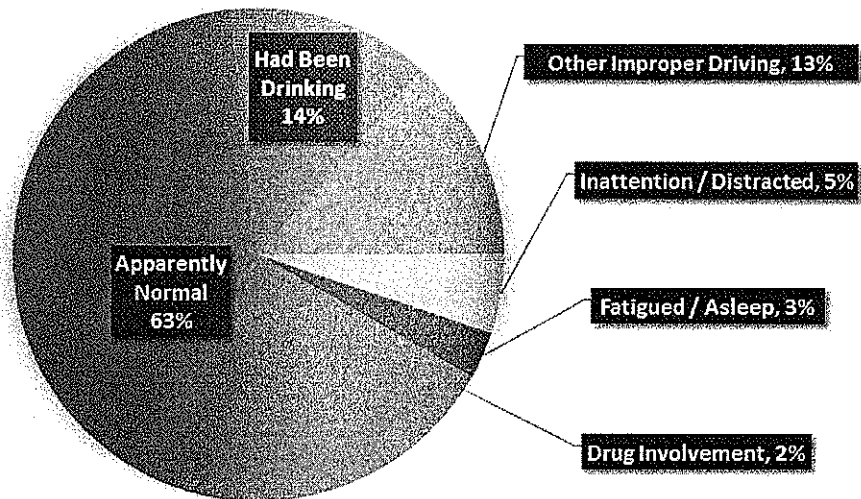 Had Been
Drinking
14%
Other Improper Driving, 13%
Inattention / Distracted, 5%
Apparently
Normal
63%
Fatigued / Asleep, 3%
Drug Involvement, 2%